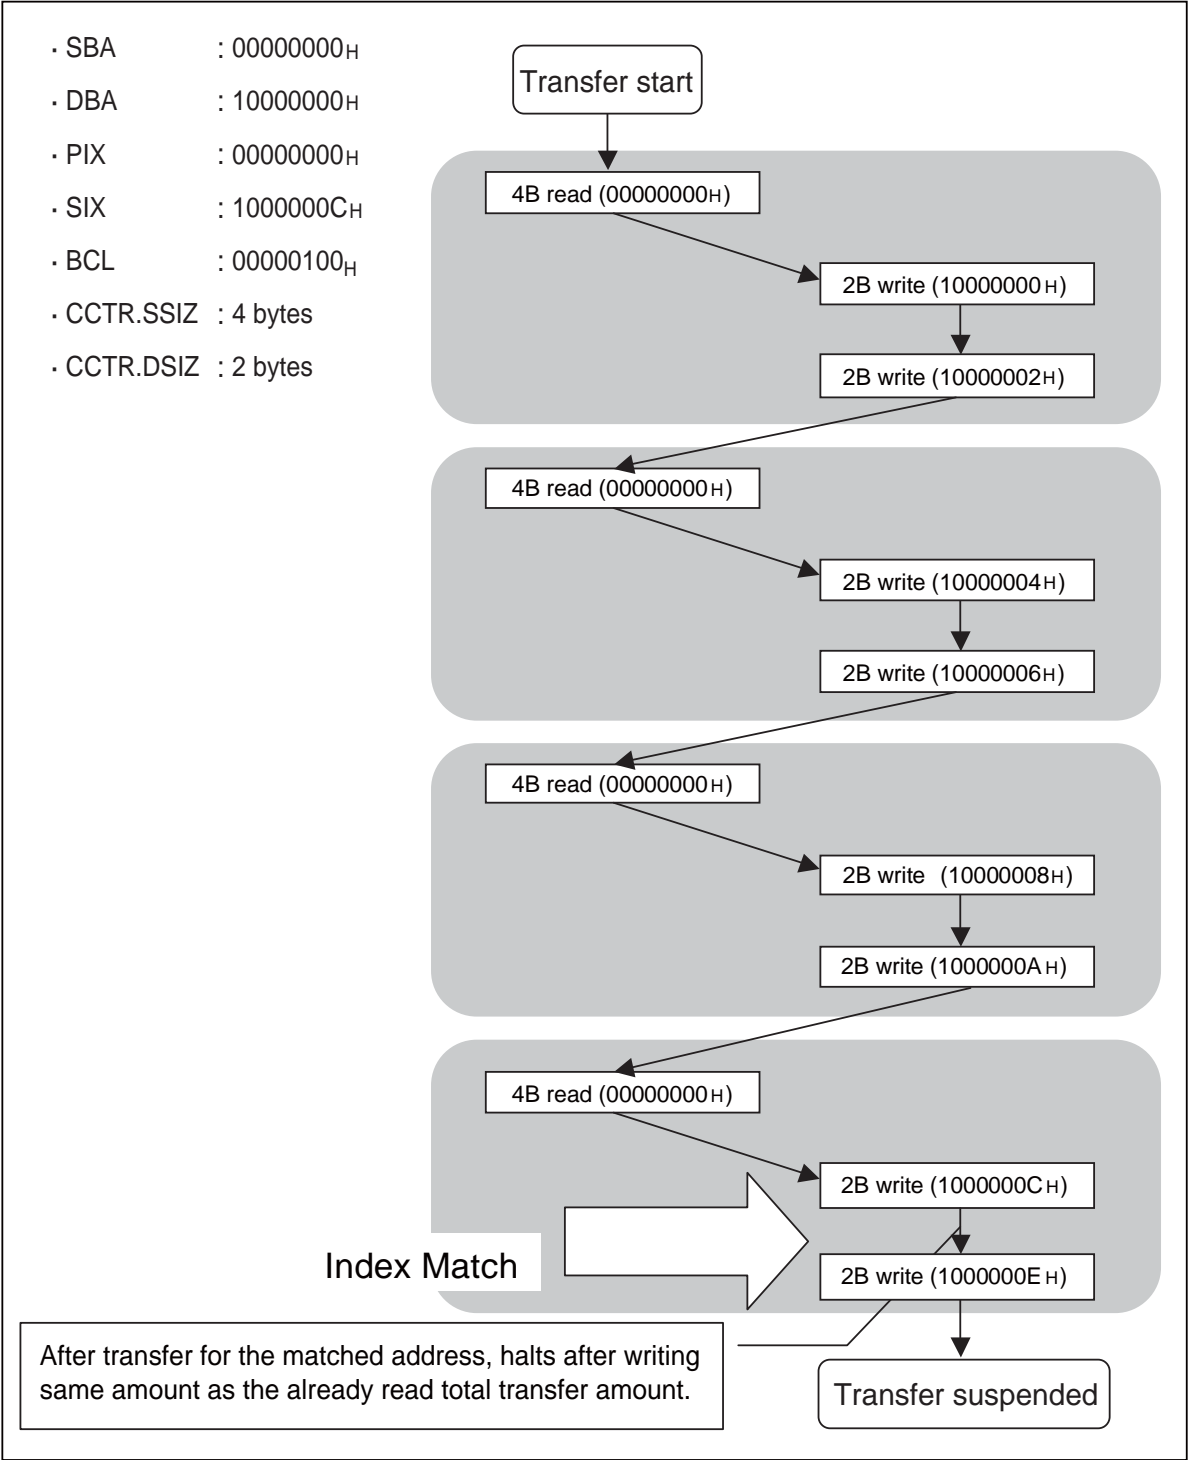 · SBA : 00000000H
· DBA : 10000000H
· PIX : 00000000H
· SIX : 1000000CH
· BCL : 00000100H
· CCTR.SSIZ : 4 bytes
· CCTR.DSIZ : 2 bytes
Transfer start
4B read (00000000H)
2B write (10000000H)
2B write (10000002H)
4B read (00000000H)
2B write (10000004H)
2B write (10000006H)
4B read (00000000H)
2B write (10000008H)
2B write (1000000AH)
4B read (00000000H)
2B write (1000000CH)
Index Match
2B write (1000000EH)
After transfer for the matched address, halts after writing
same amount as the already read total transfer amount.
Transfer suspended